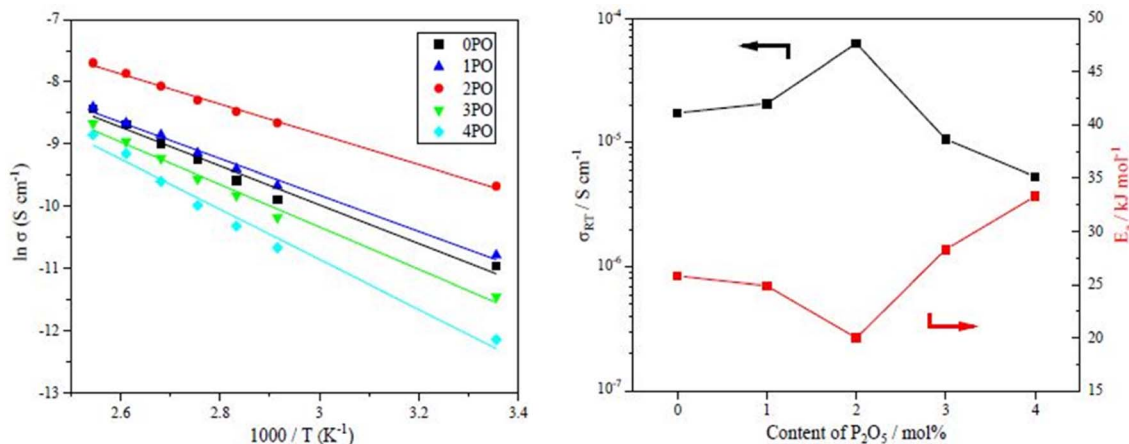 -7
-8
-9
-10
-11
-12
-13
ln σ (S cm⁻¹)
0PO
1PO
2PO
3PO
4PO
2.6
2.8
3
3.2
3.4
1000 / T (K⁻¹)
10⁻⁴
10⁻⁵
10⁻⁶
10⁻⁷
σRT / S cm⁻¹
50
45
40
35
30
25
20
15
Eₐ / kJ mol⁻¹
0
1
2
3
4
Content of P₂O₅ / mol%